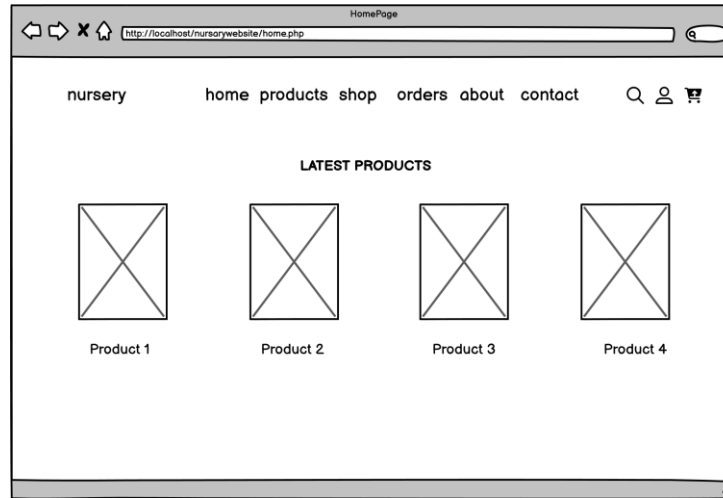 HomePage
http://localhost/nursarywebsite/home.php
nursery home products shop orders about contact
LATEST PRODUCTS
Product 1 Product 2 Product 3 Product 4